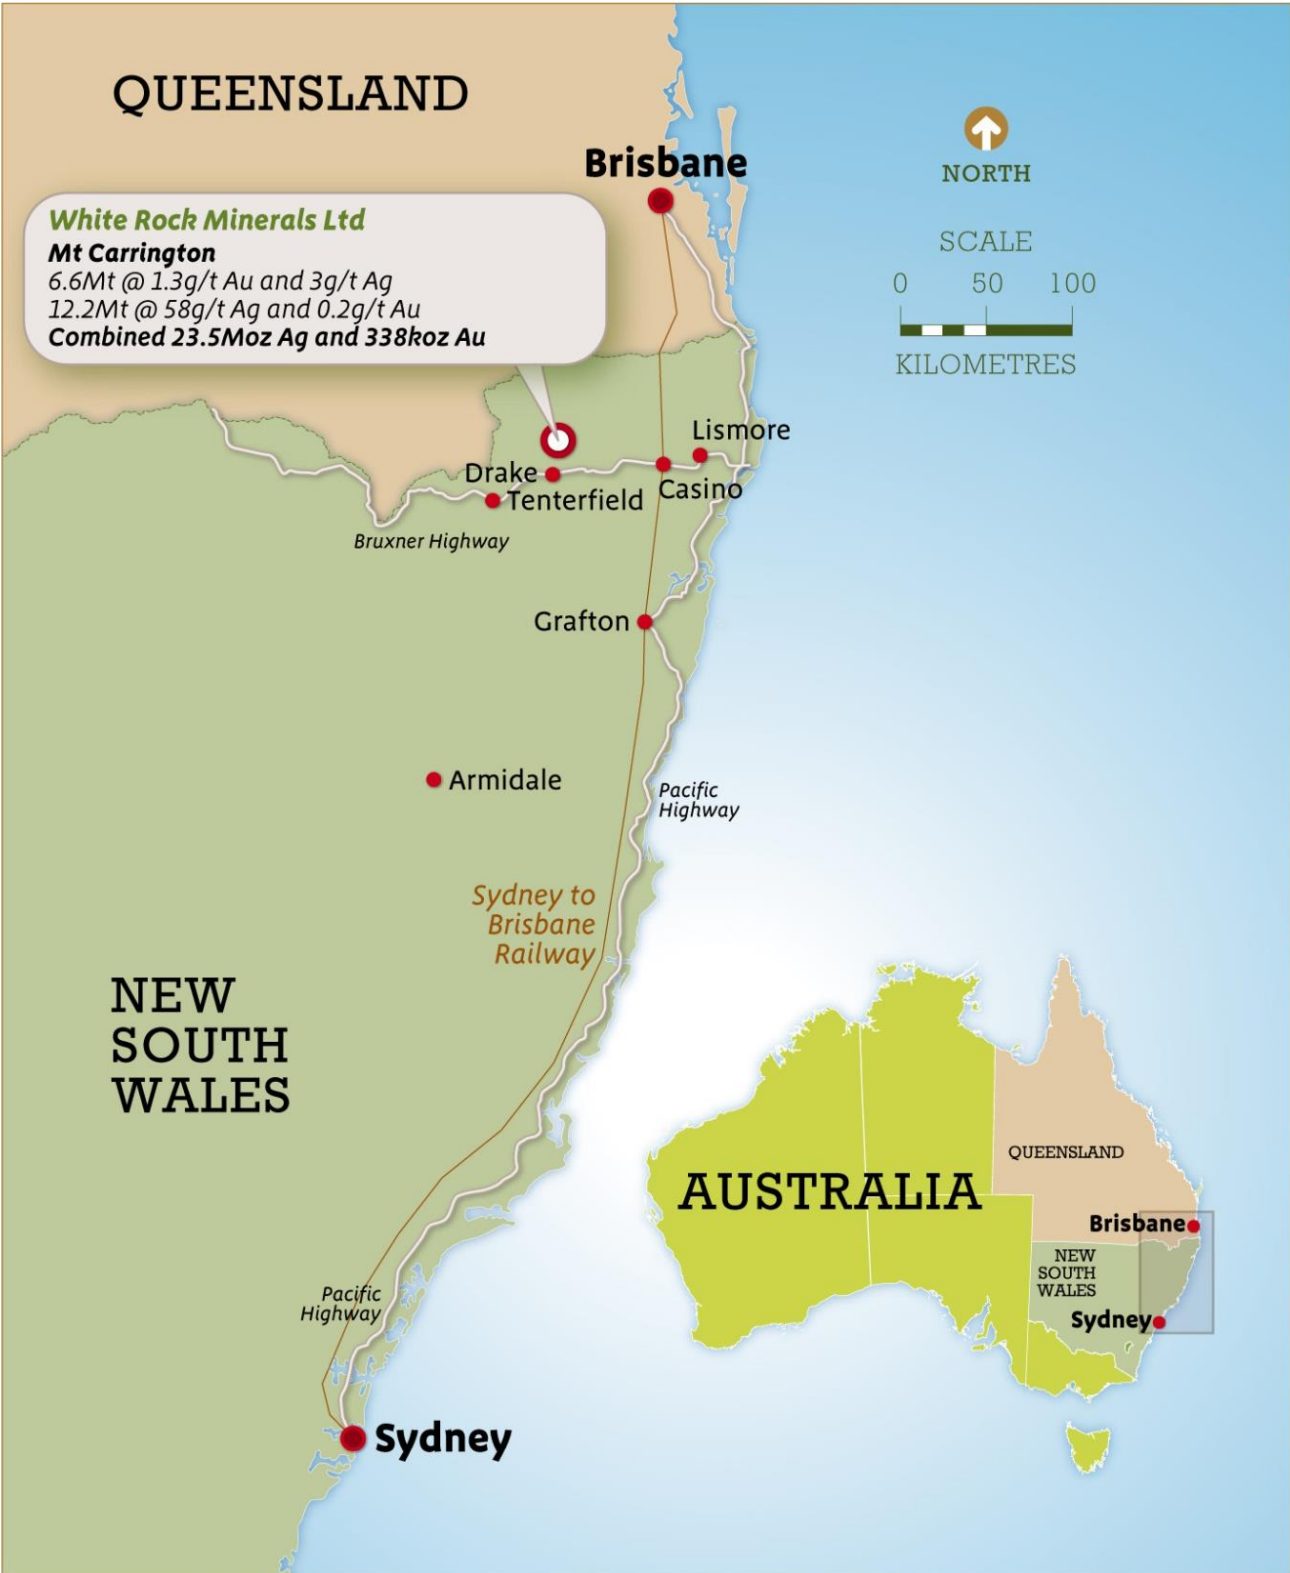 QUEENSLAND
Brisbane
White Rock Minerals Ltd
Mt Carrington
6.6Mt @ 1.3g/t Au and 3g/t Ag
12.2Mt @ 58g/t Ag and 0.2g/t Au
Combined 23.5Moz Ag and 338koz Au
NORTH
SCALE
0 50 100
KILOMETRES
Lismore
Drake
Casino
Tenterfield
Bruxner Highway
Grafton
Armidale
Pacific
Highway
Sydney to
Brisbane
Railway
NEW
SOUTH
WALES
Pacific
Highway
Sydney
AUSTRALIA
QUEENSLAND
Brisbane
NEW
SOUTH
WALES
Sydney